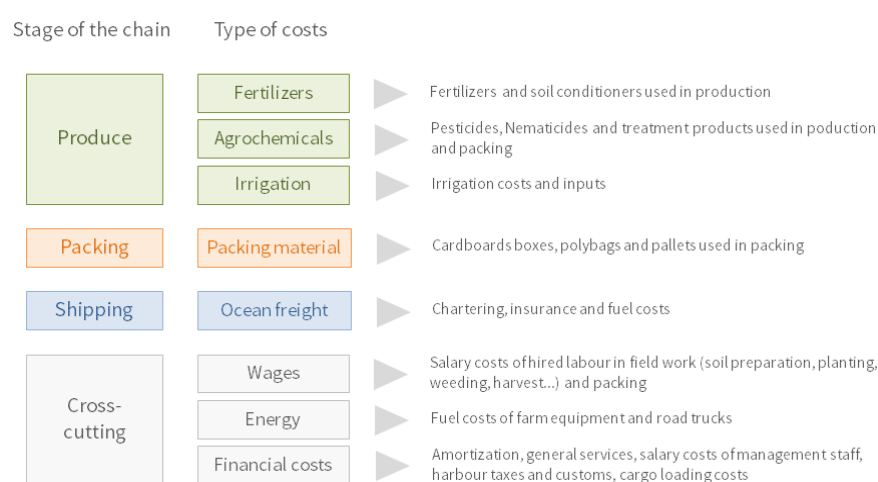 Stage of the chain
Type of costs
Produce
Fertilizers
Fertilizers and soil conditioners used in production
Agrochemicals
Pesticides, Nematicides and treatment products used in poduction
and packing
Irrigation
Irrigation costs and inputs
Packing
Packing material
Cardboards boxes, polybags and pallets used in packing
Shipping
Ocean freight
Chartering, insurance and fuel costs
Cross-
cutting
Wages
Salary costs of hired labour in field work (soil preparation, planting,
weeding, harvest...) and packing
Energy
Fuel costs of farm equipment and road trucks
Financial costs
Amortization, general services, salary costs of management staff,
harbour taxes and customs, cargo loading costs